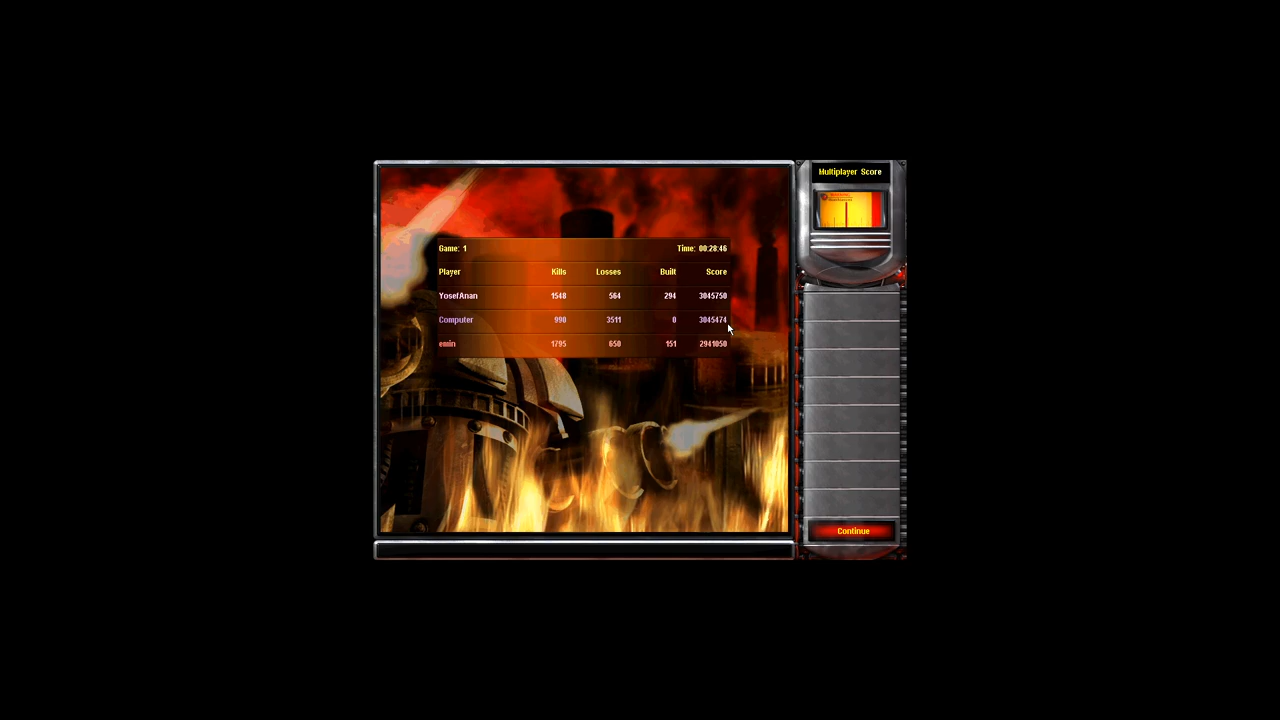 Multiplayer Score
Game: 1 Time: 00:28:46
Player Kills Losses Built Score
YosefAnan 1548 564 294 3045750
Computer 990 3511 0 3045474
emin 1795 650 151 2941050
Continue